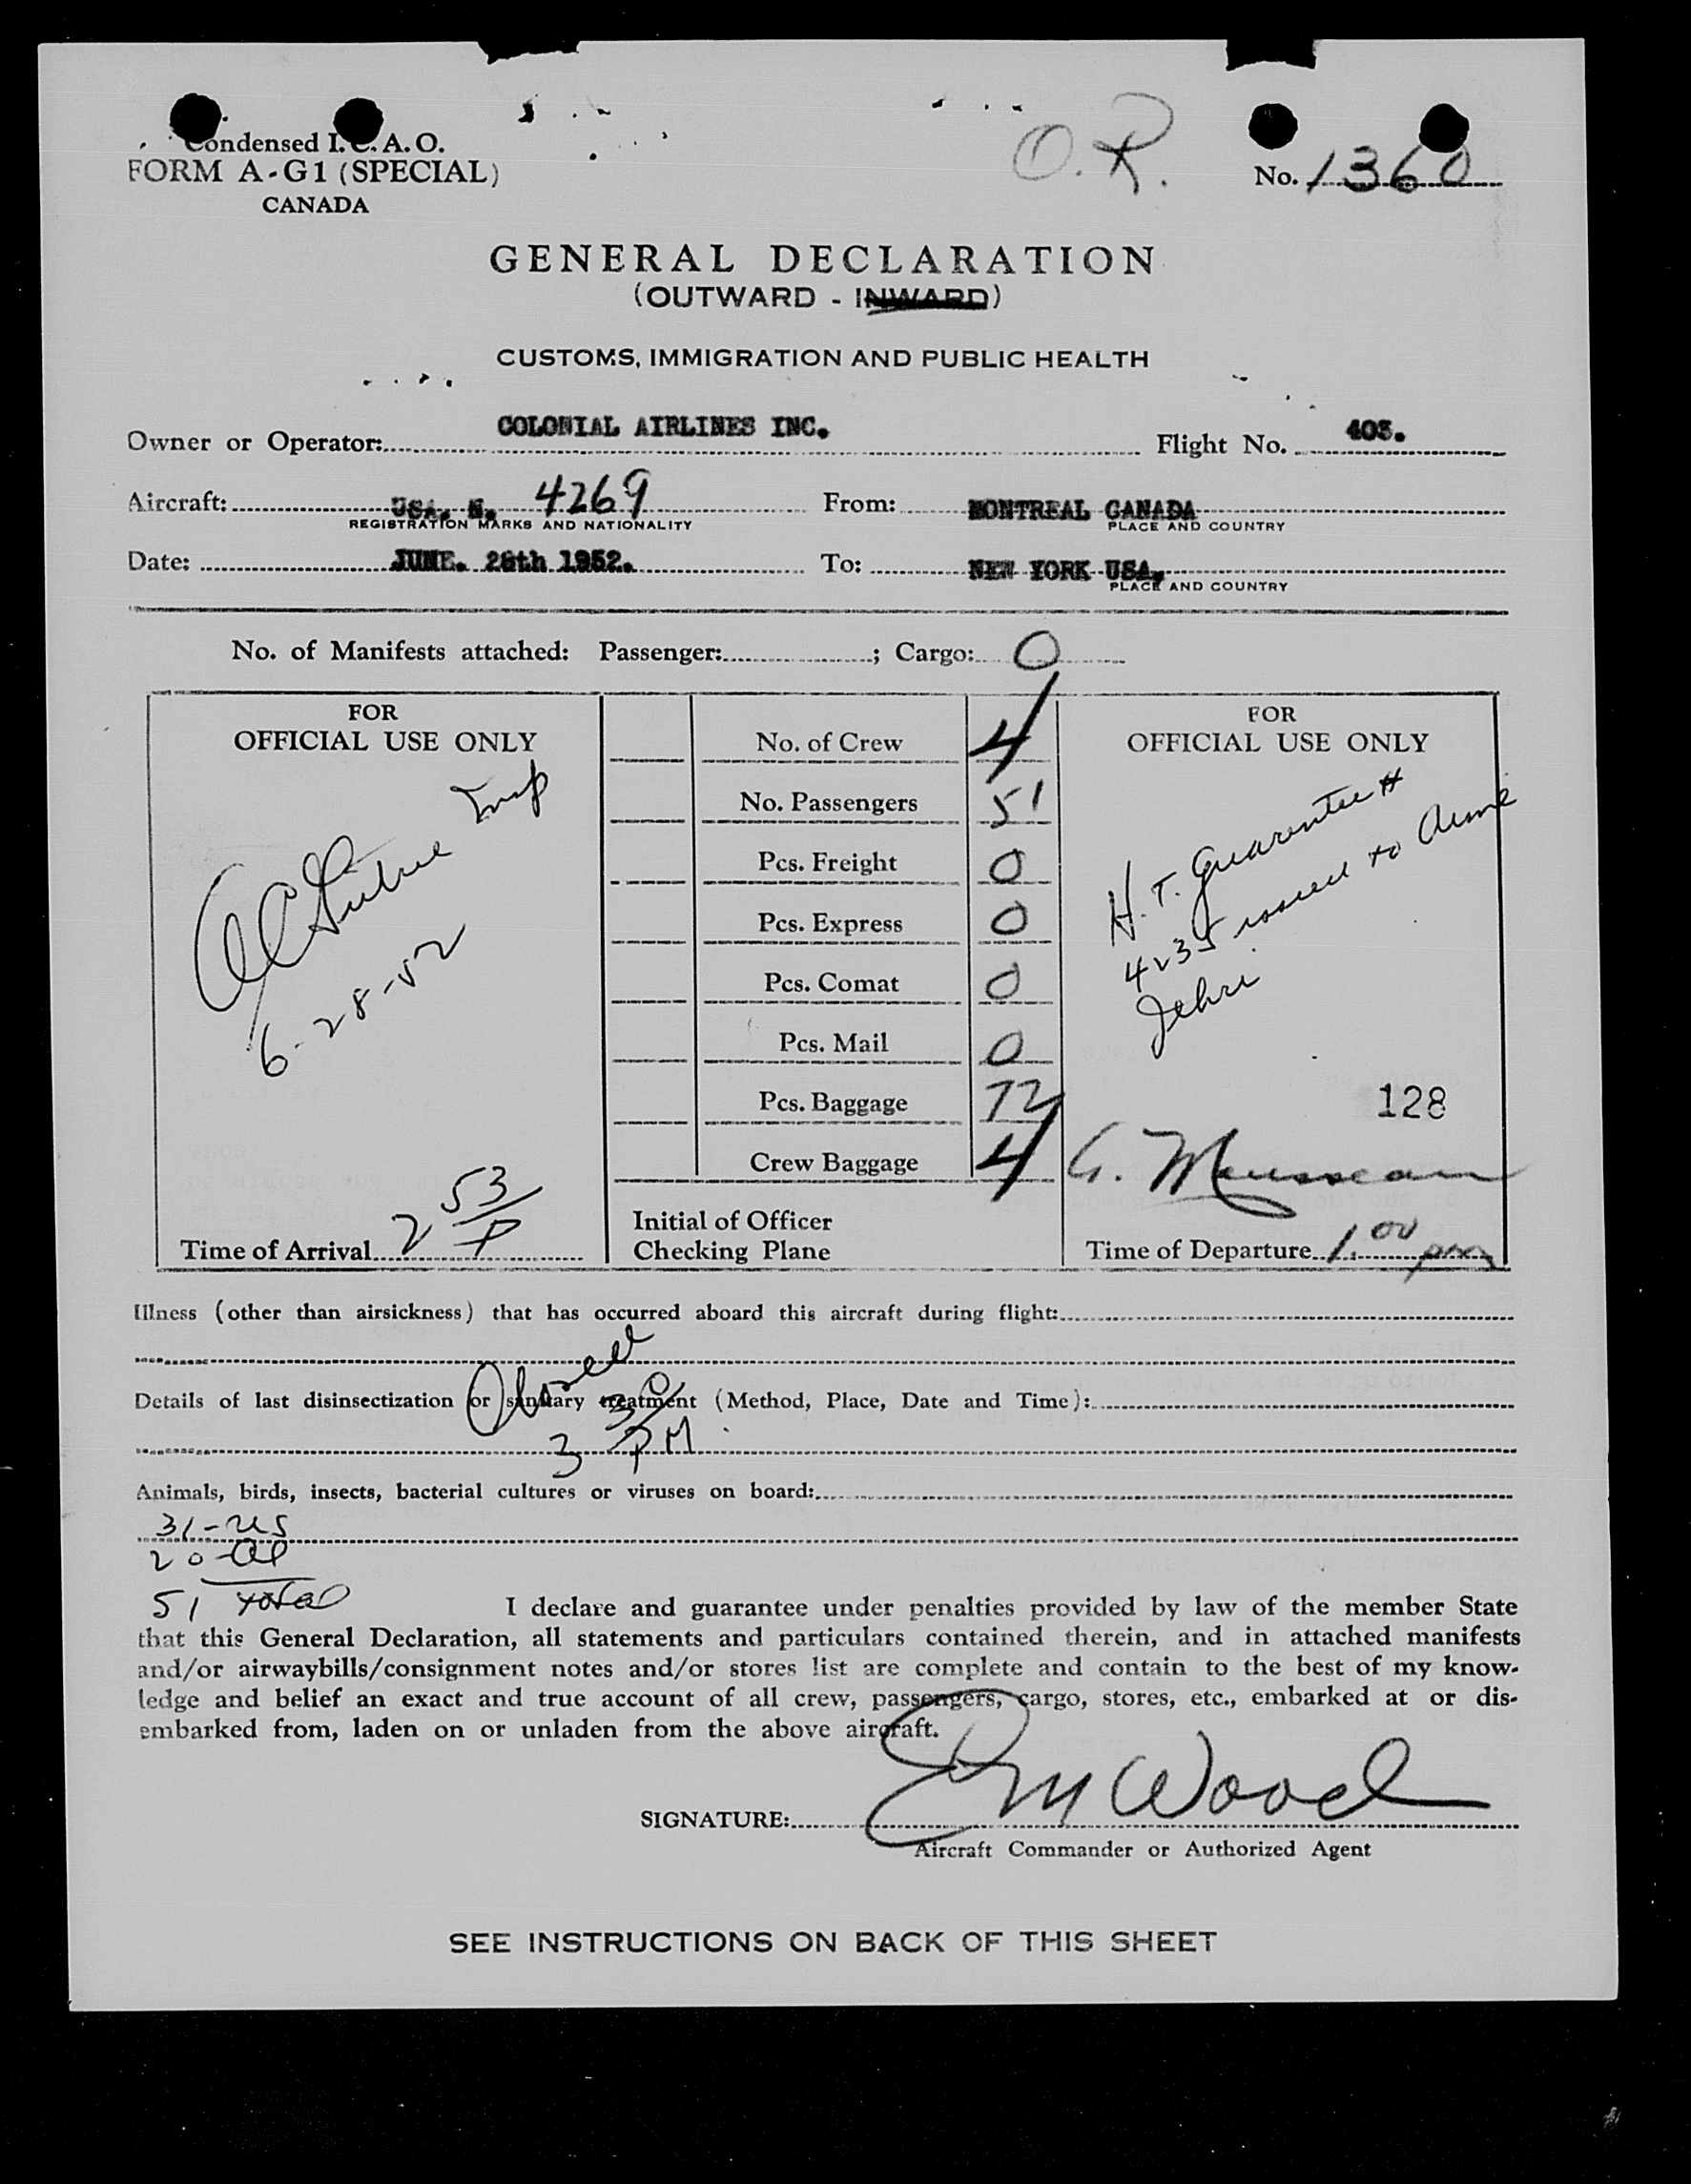 Condensed I.C.A.O.
FORM A-G1 (SPECIAL)
CANADA
O.R.
No. 1360
GENERAL DECLARATION
(OUTWARD - INWARD)
CUSTOMS, IMMIGRATION AND PUBLIC HEALTH
Owner or Operator: COLONIAL AIRLINES INC. Flight No. 403.
Aircraft: USA. N. 4269 From: MONTREAL CANADA
REGISTRATION MARKS AND NATIONALITY PLACE AND COUNTRY
Date: JUNE. 28th 1952. To: NEW YORK USA.
PLACE AND COUNTRY
No. of Manifests attached: Passenger: ; Cargo: 0
FOR
OFFICIAL USE ONLY
Insp
6-28-52
Time of Arrival 2 53 P
No. of Crew 4
No. Passengers 51
Pcs. Freight 0
Pcs. Express 0
Pcs. Comat 0
Pcs. Mail 0
Pcs. Baggage 72
Crew Baggage 4
Initial of Officer
Checking Plane
FOR
OFFICIAL USE ONLY
H. T. Guarantee #
4235 issued to
128
G. Mousseau
Time of Departure 1.00 pm
Illness (other than airsickness) that has occurred aboard this aircraft during flight:
Details of last disinsectization or sanitary treatment (Method, Place, Date and Time):
3 30 PM
Animals, birds, insects, bacterial cultures or viruses on board:
31-US
20-al
51 total
I declare and guarantee under penalties provided by law of the member State
that this General Declaration, all statements and particulars contained therein, and in attached manifests
and/or airwaybills/consignment notes and/or stores list are complete and contain to the best of my know-
ledge and belief an exact and true account of all crew, passengers, cargo, stores, etc., embarked at or dis-
embarked from, laden on or unladen from the above aircraft.
SIGNATURE: EM Wood
Aircraft Commander or Authorized Agent
SEE INSTRUCTIONS ON BACK OF THIS SHEET